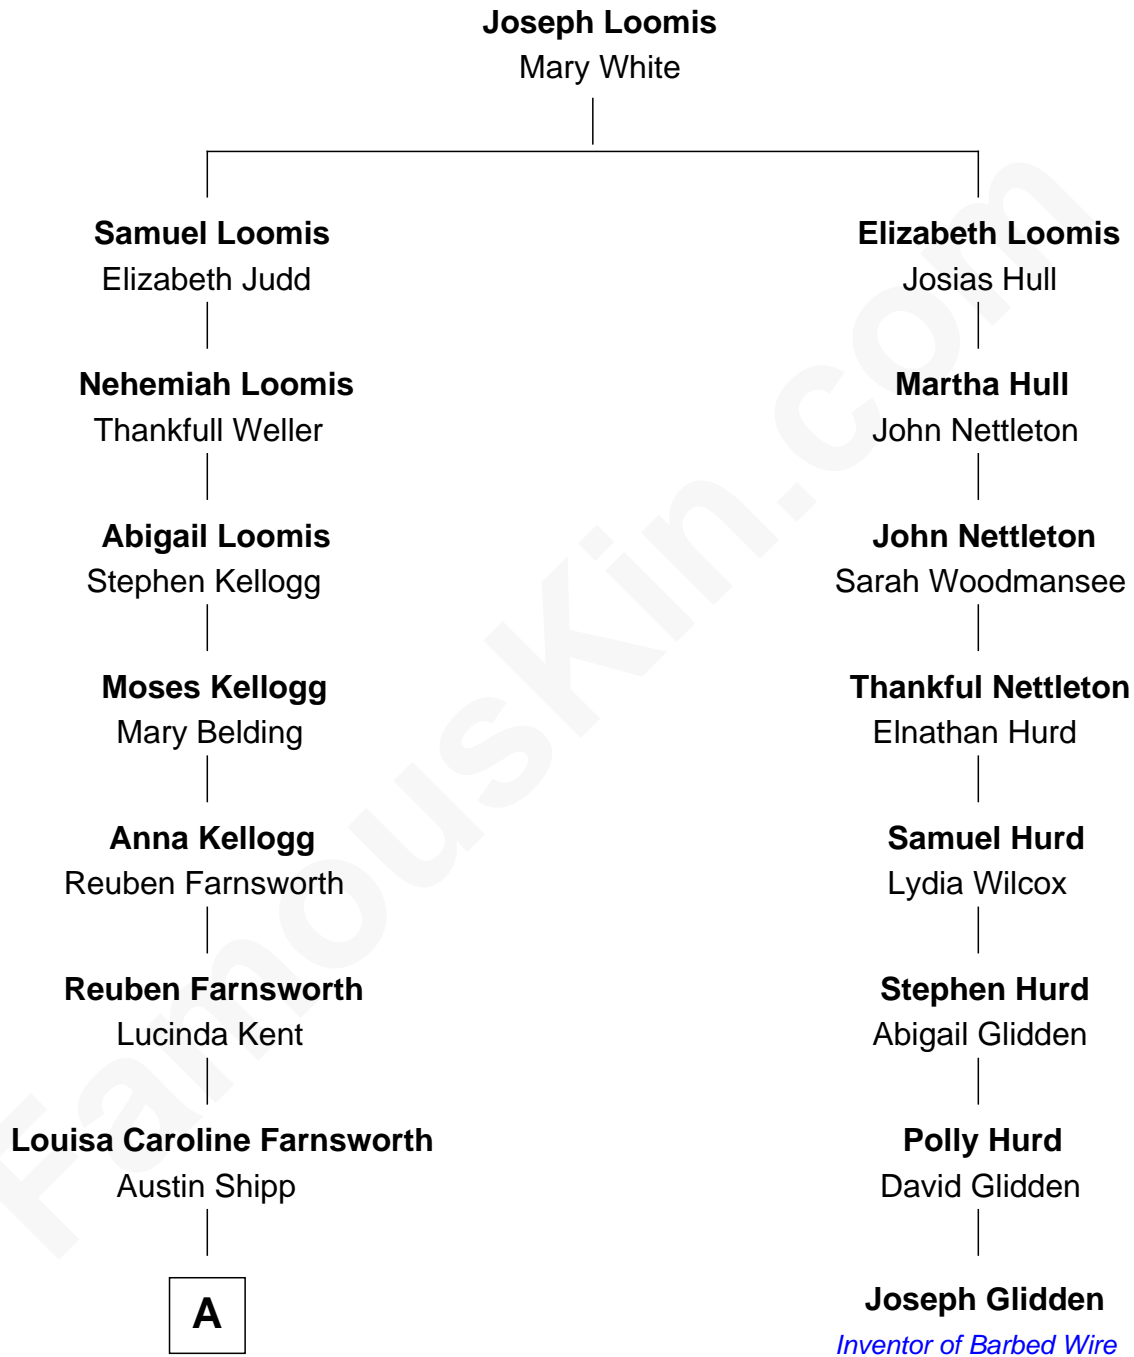 Joseph Loomis
Mary White
Samuel Loomis
Elizabeth Judd
Nehemiah Loomis
Thankfull Weller
Abigail Loomis
Stephen Kellogg
Moses Kellogg
Mary Belding
Anna Kellogg
Reuben Farnsworth
Reuben Farnsworth
Lucinda Kent
Louisa Caroline Farnsworth
Austin Shipp
A
Elizabeth Loomis
Josias Hull
Martha Hull
John Nettleton
John Nettleton
Sarah Woodmansee
Thankful Nettleton
Elnathan Hurd
Samuel Hurd
Lydia Wilcox
Stephen Hurd
Abigail Glidden
Polly Hurd
David Glidden
Joseph Glidden
Inventor of Barbed Wire
FamousKin.com